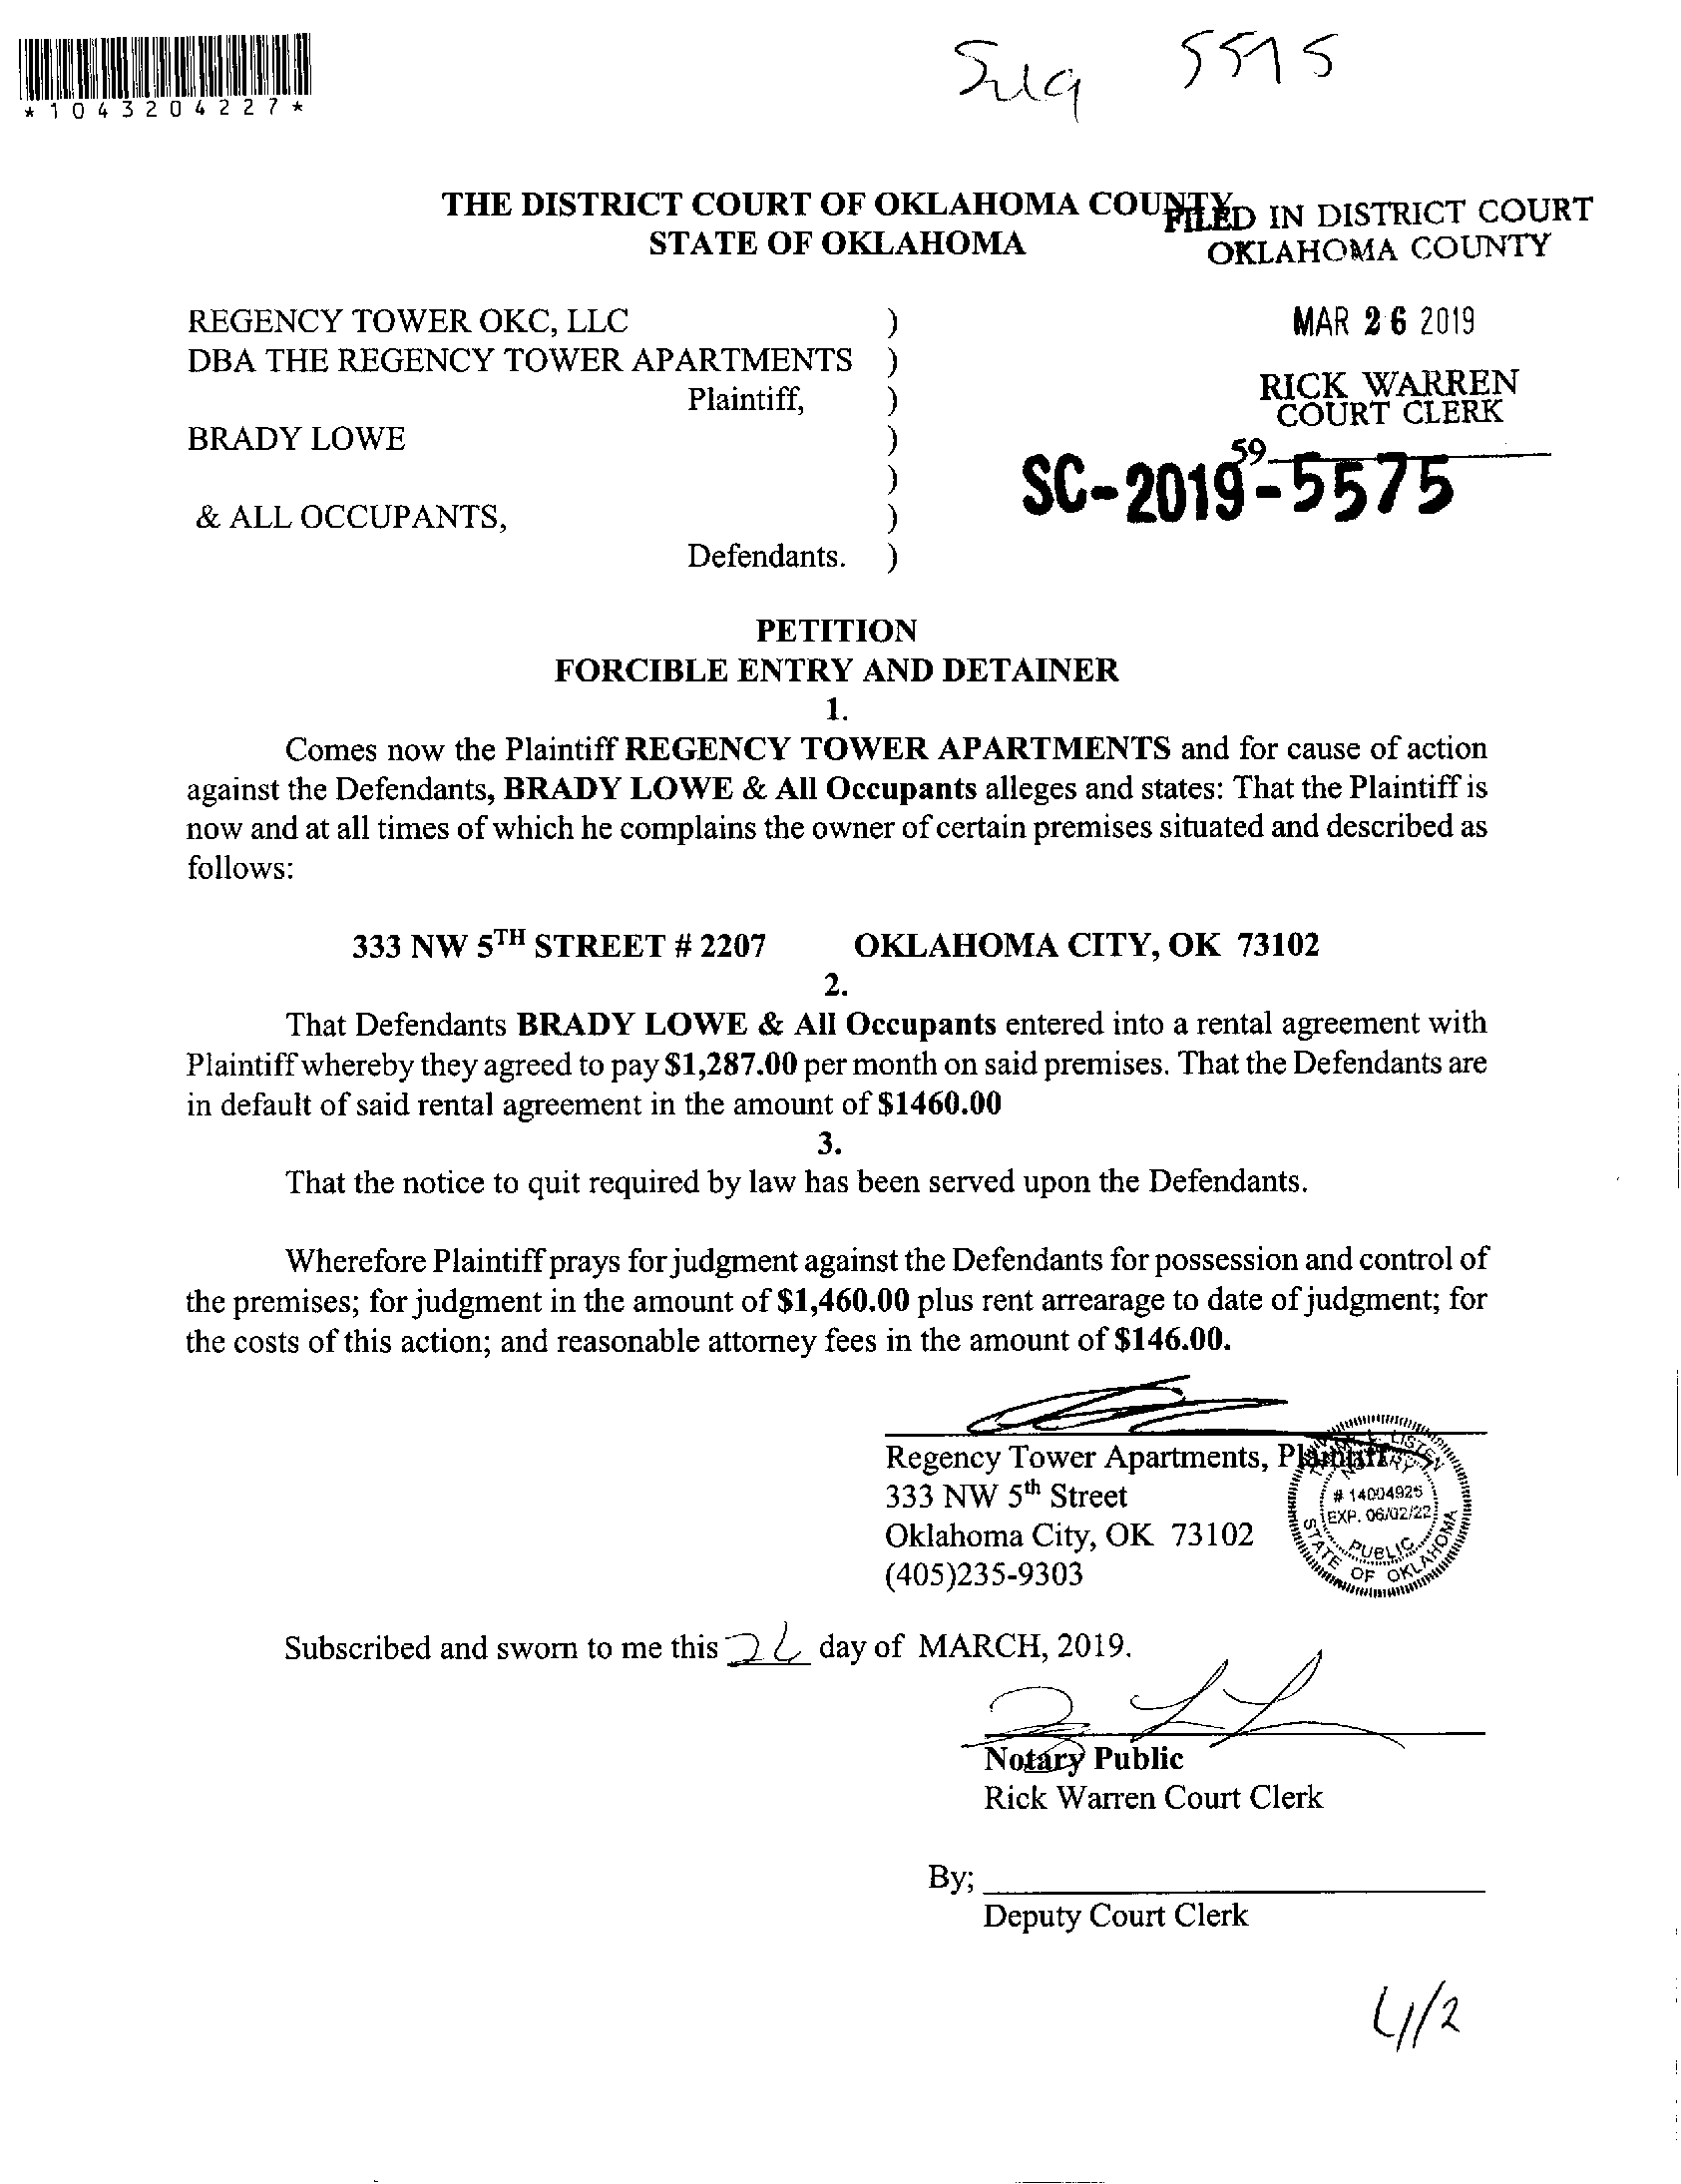 *1043204227*
THE DISTRICT COURT OF OKLAHOMA COUNTY
STATE OF OKLAHOMA
FILED IN DISTRICT COURT
OKLAHOMA COUNTY
MAR 26 2019
RICK WARREN
COURT CLERK
59
SC-2019-5575
REGENCY TOWER OKC, LLC )
DBA THE REGENCY TOWER APARTMENTS )
Plaintiff, )
BRADY LOWE )
)
& ALL OCCUPANTS, )
Defendants. )
PETITION
FORCIBLE ENTRY AND DETAINER
1.
Comes now the Plaintiff REGENCY TOWER APARTMENTS and for cause of action
against the Defendants, BRADY LOWE & All Occupants alleges and states: That the Plaintiff is
now and at all times of which he complains the owner of certain premises situated and described as
follows:
333 NW 5TH STREET # 2207 OKLAHOMA CITY, OK 73102
2.
That Defendants BRADY LOWE & All Occupants entered into a rental agreement with
Plaintiff whereby they agreed to pay $1,287.00 per month on said premises. That the Defendants are
in default of said rental agreement in the amount of $1460.00
3.
That the notice to quit required by law has been served upon the Defendants.
Wherefore Plaintiff prays for judgment against the Defendants for possession and control of
the premises; for judgment in the amount of $1,460.00 plus rent arrearage to date of judgment; for
the costs of this action; and reasonable attorney fees in the amount of $146.00.
Regency Tower Apartments, Plaintiff
333 NW 5th Street
Oklahoma City, OK 73102
(405)235-9303
NOTARY
# 14004925
EXP. 06/02/22
PUBLIC
STATE OF OKLAHOMA
Subscribed and sworn to me this 26 day of MARCH, 2019.
Notary Public
Rick Warren Court Clerk
By;
Deputy Court Clerk
4/2